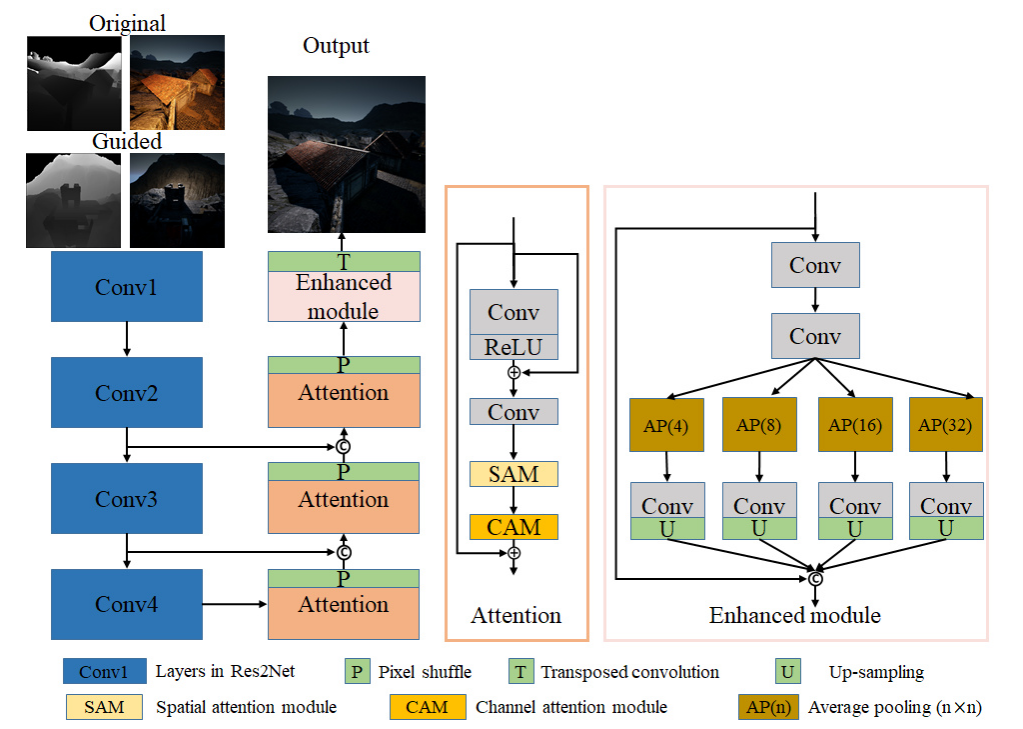 Original
Output
Guided
Conv1
Conv2
Conv3
Conv4
T
Enhanced
module
P
Attention
C
P
Attention
C
P
Attention
Conv
ReLU
Conv
SAM
CAM
Attention
Conv
Conv
AP(4)
AP(8)
AP(16)
AP(32)
Conv
U
Conv
U
Conv
U
Conv
U
C
Enhanced module
Conv1 Layers in Res2Net
P Pixel shuffle
T Transposed convolution
U Up-sampling
SAM Spatial attention module
CAM Channel attention module
AP(n) Average pooling (n×n)